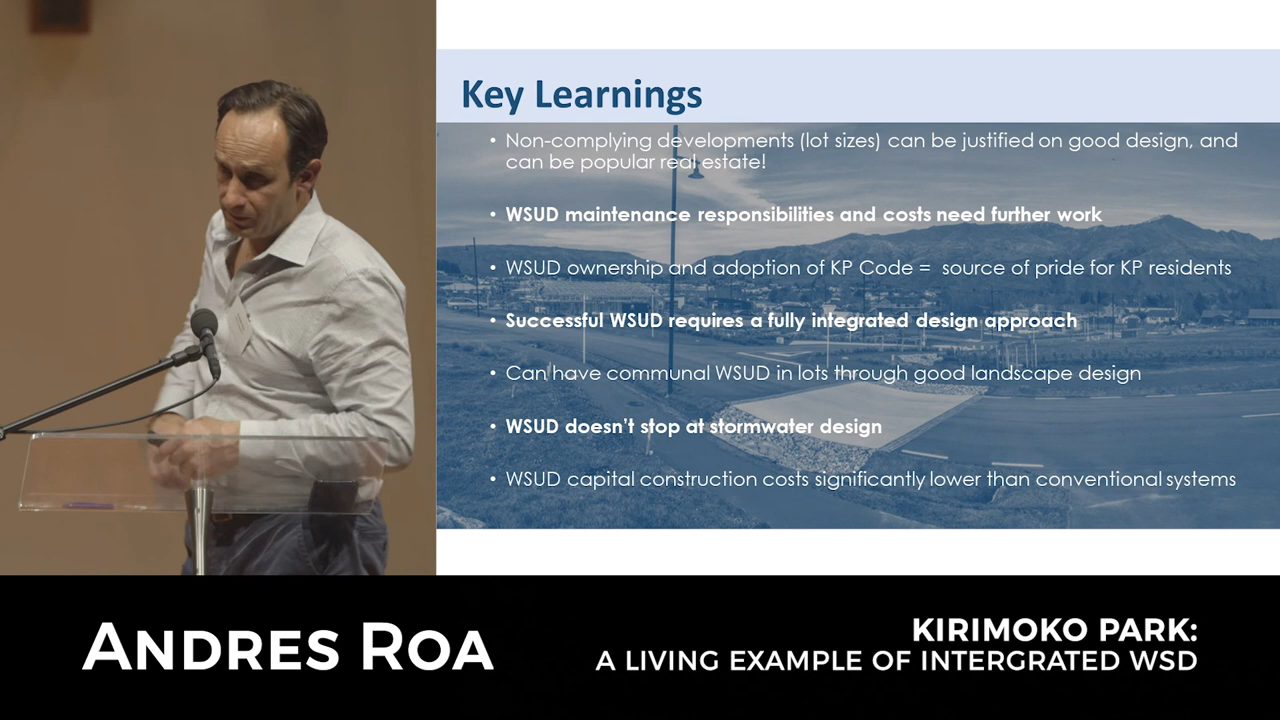 Key Learnings
• Non-complying developments (lot sizes) can be justified on good design, and
can be popular real estate!
• WSUD maintenance responsibilities and costs need further work
• WSUD ownership and adoption of KP Code = source of pride for KP residents
• Successful WSUD requires a fully integrated design approach
• Can have communal WSUD in lots through good landscape design
• WSUD doesn't stop at stormwater design
• WSUD capital construction costs significantly lower than conventional systems
ANDRES ROA
KIRIMOKO PARK:
A LIVING EXAMPLE OF INTERGRATED WSD